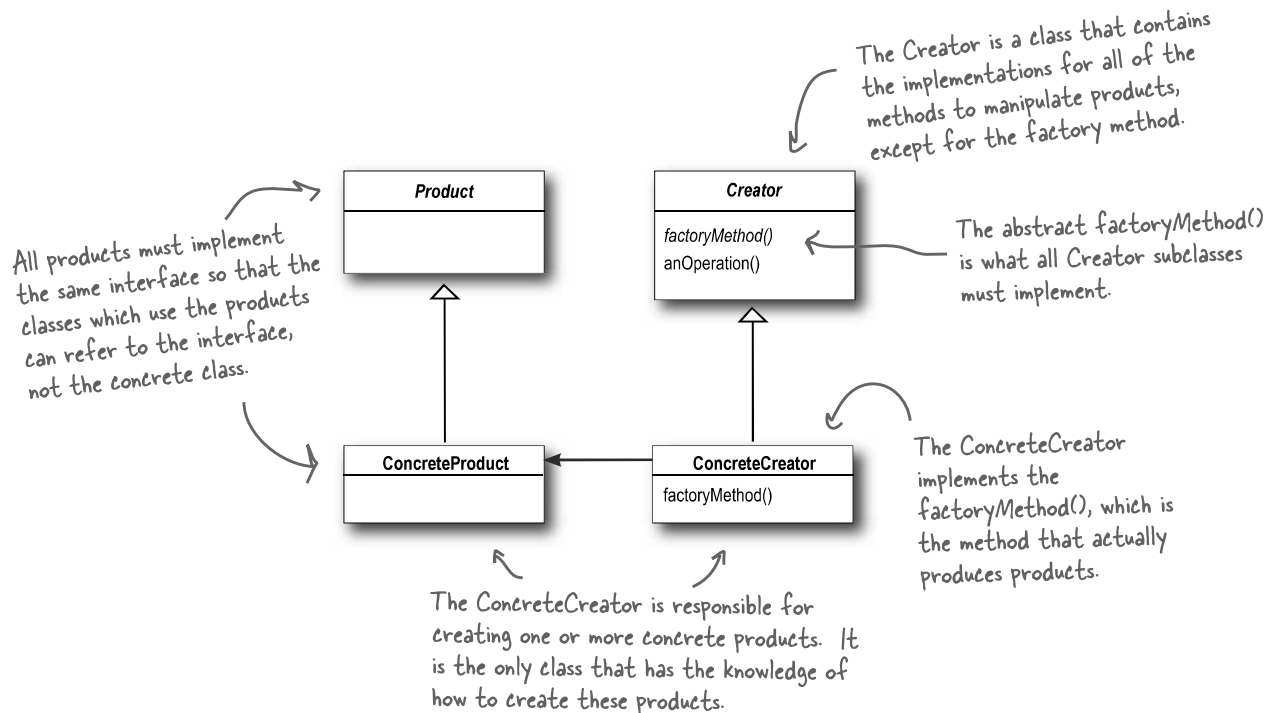 The Creator is a class that contains
the implementations for all of the
methods to manipulate products,
except for the factory method.
Product
Creator
factoryMethod()
anOperation()
The abstract factoryMethod()
is what all Creator subclasses
must implement.
All products must implement
the same interface so that the
classes which use the products
can refer to the interface,
not the concrete class.
ConcreteProduct
ConcreteCreator
factoryMethod()
The ConcreteCreator
implements the
factoryMethod(), which is
the method that actually
produces products.
The ConcreteCreator is responsible for
creating one or more concrete products. It
is the only class that has the knowledge of
how to create these products.